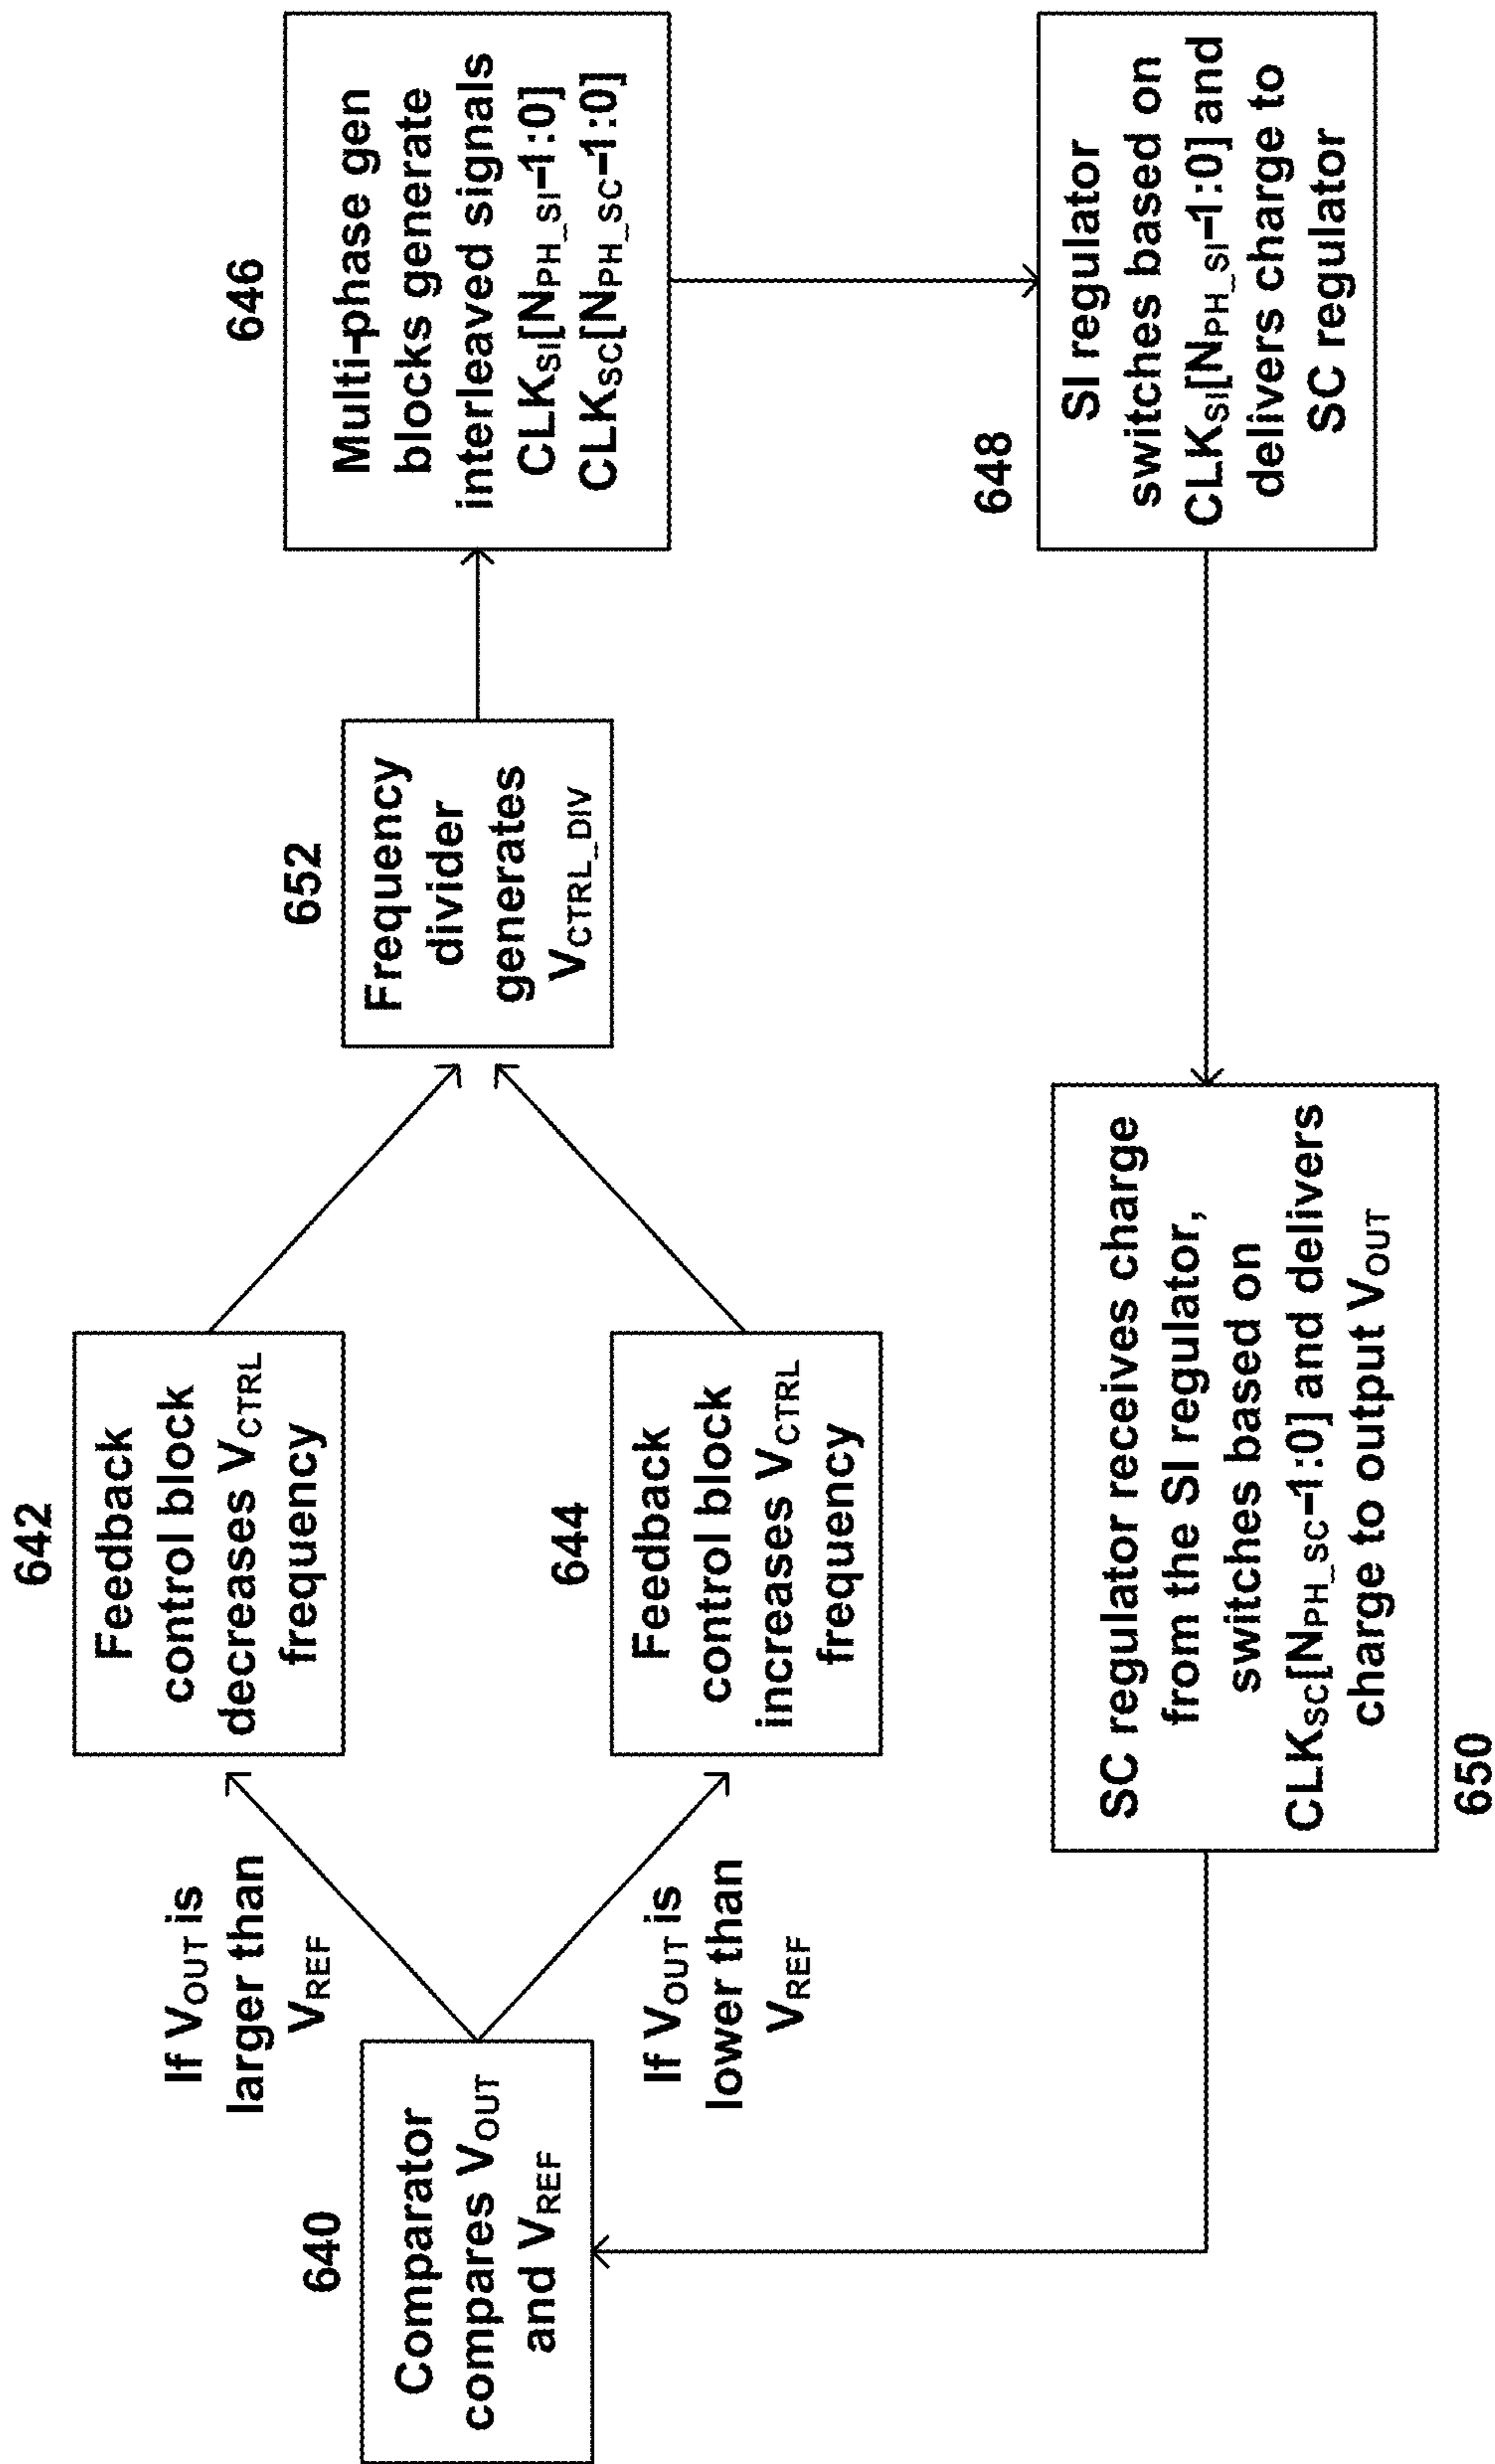 640
Comparator
compares VOUT
and VREF
If VOUT is
larger than
VREF
If VOUT is
lower than
VREF
642
Feedback
control block
decreases VCTRL
frequency
644
Feedback
control block
increases VCTRL
frequency
652
Frequency
divider
generates
VCTRL_DIV
646
Multi-phase gen
blocks generate
interleaved signals
CLKSI[NPH_SI-1:0]
CLKSC[NPH_SC-1:0]
648
SI regulator
switches based on
CLKSI[NPH_SI-1:0] and
delivers charge to
SC regulator
SC regulator receives charge
from the SI regulator,
switches based on
CLKSC[NPH_SC-1:0] and delivers
charge to output VOUT
650